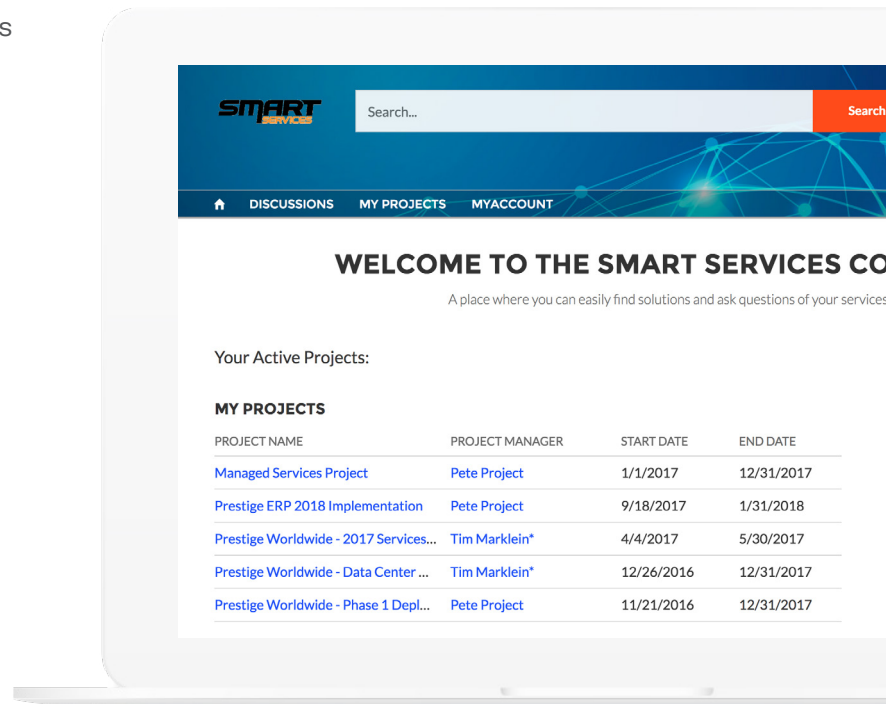 s
SMART
SERVICES
Search...
Search
DISCUSSIONS MY PROJECTS MYACCOUNT
WELCOME TO THE SMART SERVICES CO
A place where you can easily find solutions and ask questions of your services
Your Active Projects:
MY PROJECTS
PROJECT NAME PROJECT MANAGER START DATE END DATE
Managed Services Project Pete Project 1/1/2017 12/31/2017
Prestige ERP 2018 Implementation Pete Project 9/18/2017 1/31/2018
Prestige Worldwide - 2017 Services... Tim Marklein* 4/4/2017 5/30/2017
Prestige Worldwide - Data Center ... Tim Marklein* 12/26/2016 12/31/2017
Prestige Worldwide - Phase 1 Depl... Pete Project 11/21/2016 12/31/2017